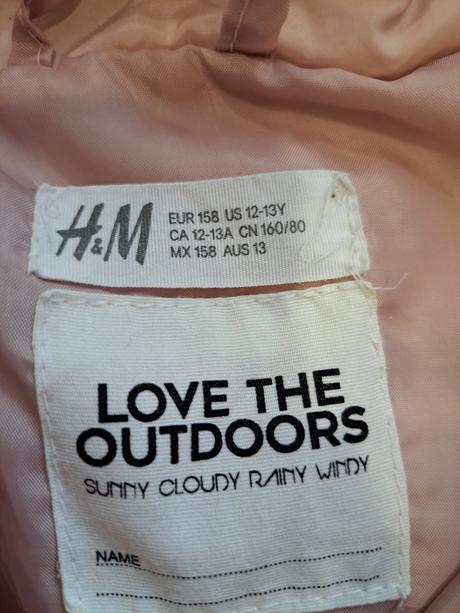 H&M
EUR 158 US 12-13Y
CA 12-13A CN 160/80
MX 158 AUS 13
LOVE THE
OUTDOORS
SUNNY CLOUDY RAINY WINDY
NAME